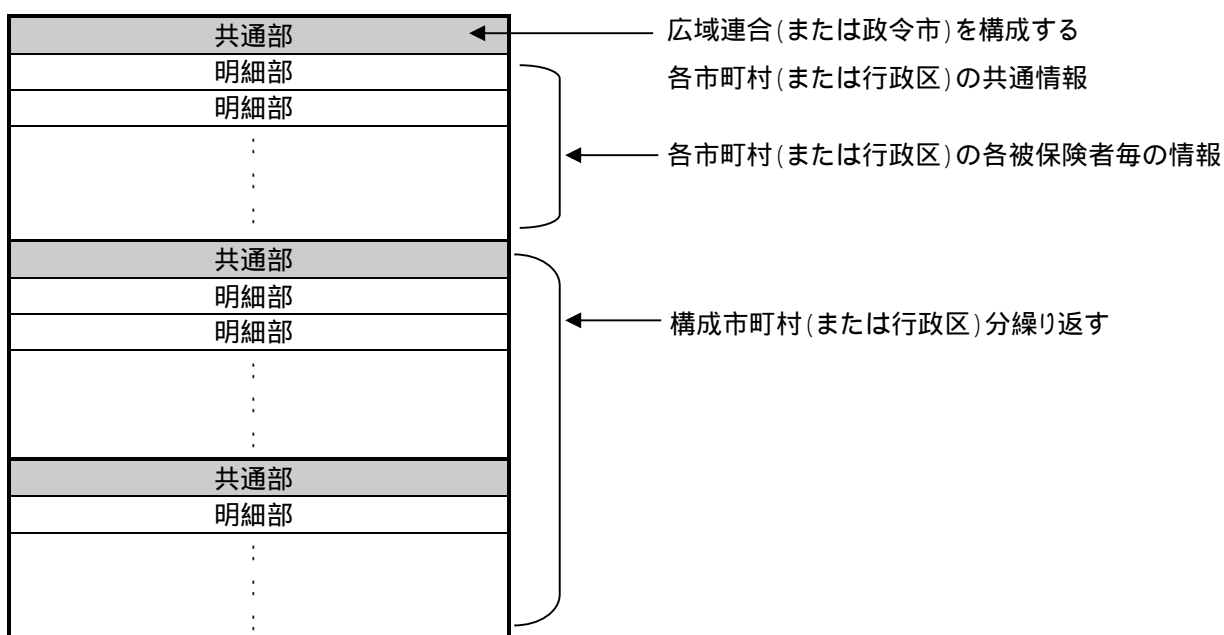 共通部
広域連合(または政令市)を構成する
明細部
各市町村(または行政区)の共通情報
明細部
:
各市町村(または行政区)の各被保険者毎の情報
:
:
共通部
明細部
明細部
構成市町村(または行政区)分繰り返す
:
:
:
共通部
明細部
:
:
: